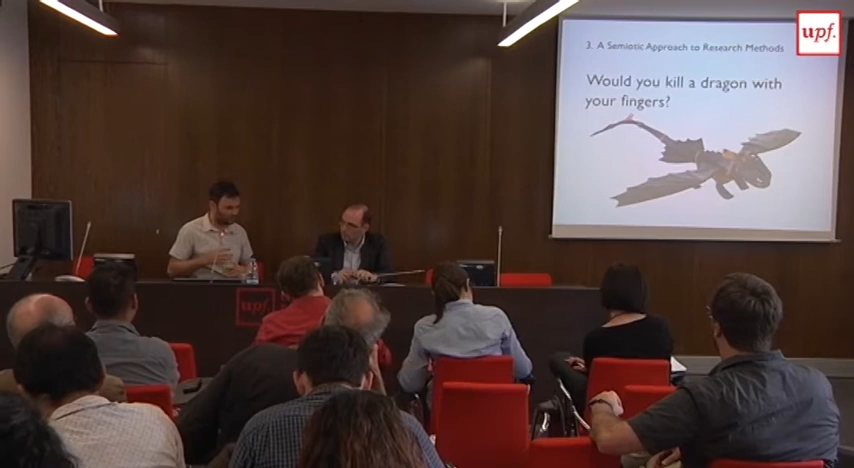 upf.
3. A Semiotic Approach to Research Methods
Would you kill a dragon with
your fingers?
upf.